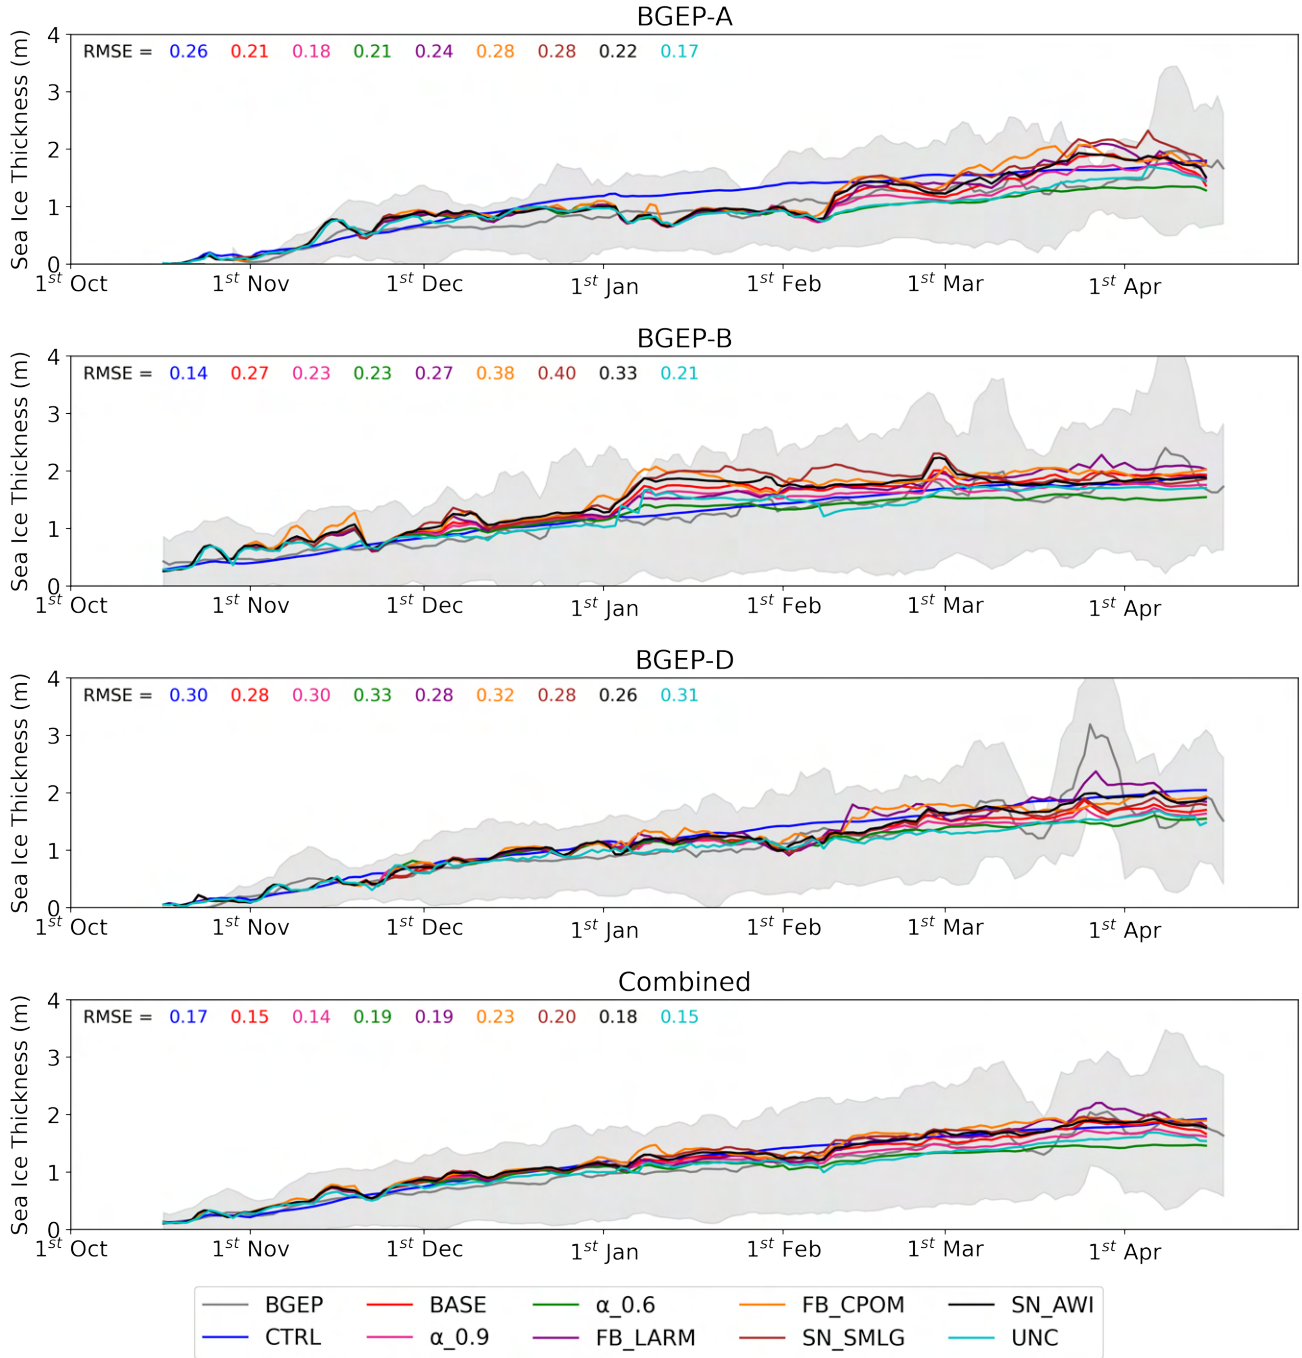 BGEP-A
Sea Ice Thickness (m)
4
3
2
1
0
RMSE = 0.26 0.21 0.18 0.21 0.24 0.28 0.28 0.22 0.17
1st Oct 1st Nov 1st Dec 1st Jan 1st Feb 1st Mar 1st Apr
BGEP-B
Sea Ice Thickness (m)
4
3
2
1
0
RMSE = 0.14 0.27 0.23 0.23 0.27 0.38 0.40 0.33 0.21
1st Oct 1st Nov 1st Dec 1st Jan 1st Feb 1st Mar 1st Apr
BGEP-D
Sea Ice Thickness (m)
4
3
2
1
0
RMSE = 0.30 0.28 0.30 0.33 0.28 0.32 0.28 0.26 0.31
1st Oct 1st Nov 1st Dec 1st Jan 1st Feb 1st Mar 1st Apr
Combined
Sea Ice Thickness (m)
4
3
2
1
0
RMSE = 0.17 0.15 0.14 0.19 0.19 0.23 0.20 0.18 0.15
1st Oct 1st Nov 1st Dec 1st Jan 1st Feb 1st Mar 1st Apr
BGEP BASE α_0.6 FB_CPOM SN_AWI
CTRL α_0.9 FB_LARM SN_SMLG UNC